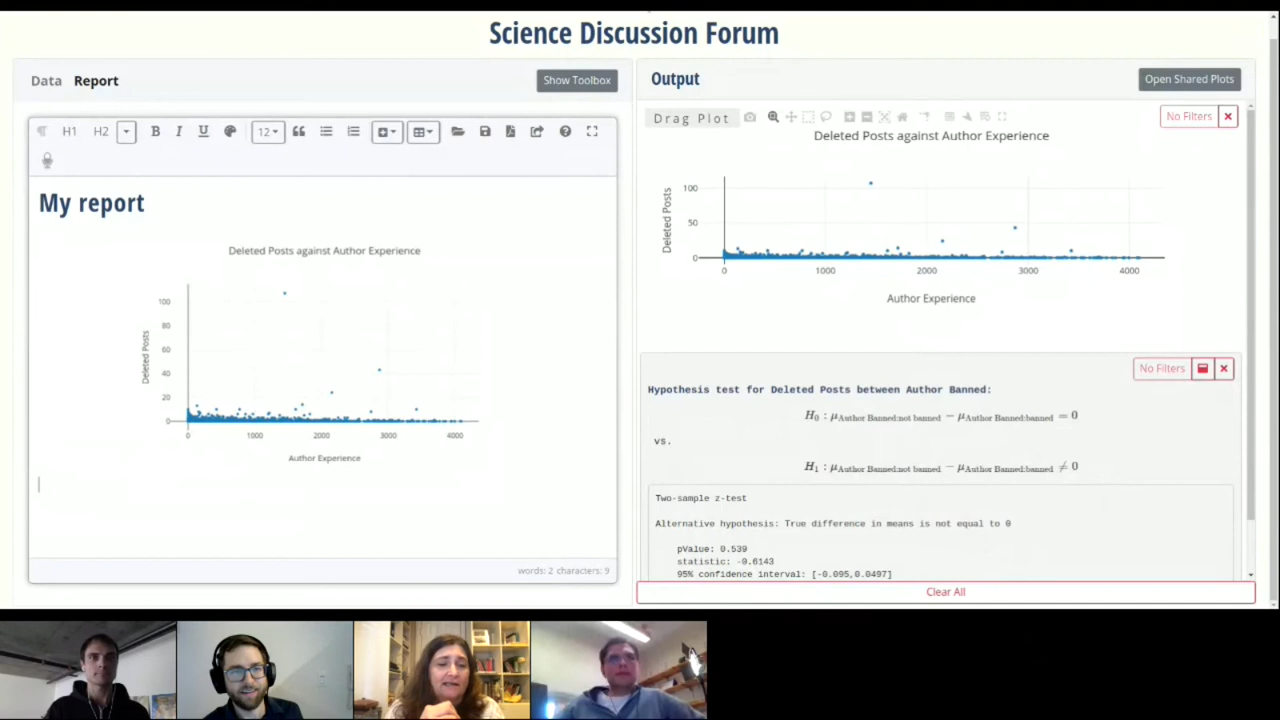 Science Discussion Forum
Data Report Show Toolbox
H1 H2 B I U 12
My report
Deleted Posts against Author Experience
100
80
60
40
20
0
Deleted Posts
0 1000 2000 3000 4000
Author Experience
words: 2 characters: 9
Output Open Shared Plots
Drag Plot
No Filters
Deleted Posts against Author Experience
100
50
0
Deleted Posts
0 1000 2000 3000 4000
Author Experience
No Filters
Hypothesis test for Deleted Posts between Author Banned:
H₀ : μ Author Banned:not banned − μ Author Banned:banned = 0
vs.
H₁ : μ Author Banned:not banned − μ Author Banned:banned ≠ 0
Two-sample z-test
Alternative hypothesis: True difference in means is not equal to 0
pValue: 0.539
statistic: -0.6143
95% confidence interval: [-0.095,0.0497]
Clear All